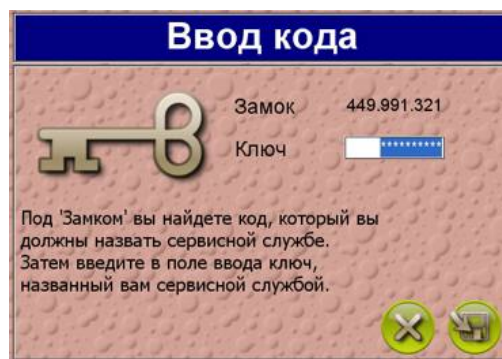 Ввод кода
Замок 449.991.321
Ключ **********
Под 'Замком' вы найдете код, который вы
должны назвать сервисной службе.
Затем введите в поле ввода ключ,
названный вам сервисной службой.